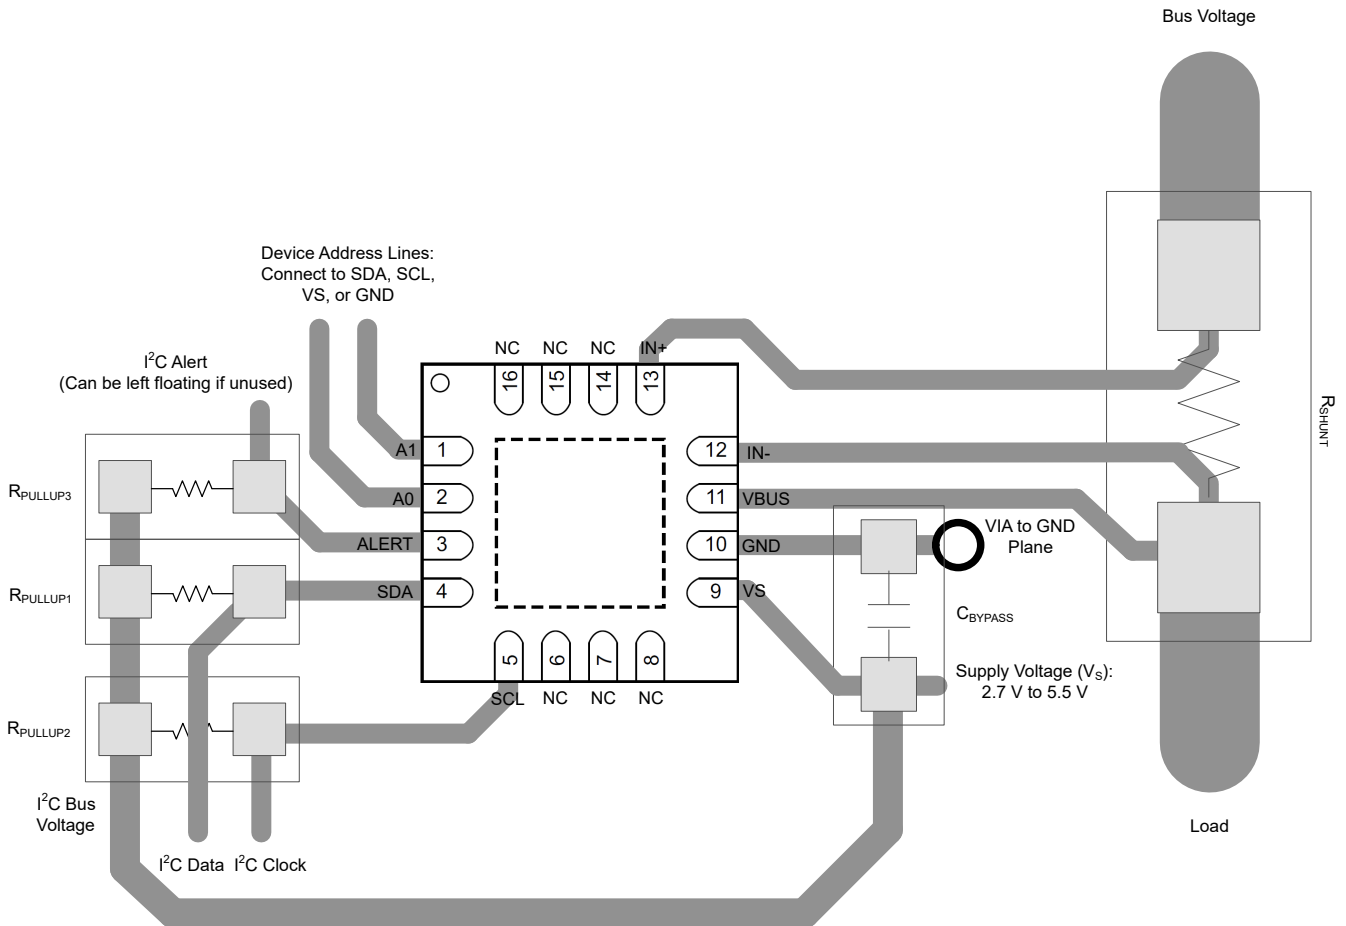 Bus Voltage
Device Address Lines:
Connect to SDA, SCL,
VS, or GND
I²C Alert
(Can be left floating if unused)
NC NC NC IN+
16 15 14 13
A1 1 12 IN-
A0 2 11 VBUS
ALERT 3 10 GND
SDA 4 9 VS
5 6 7 8
SCL NC NC NC
RPULLUP3
RPULLUP1
RPULLUP2
I²C Bus
Voltage
I²C Data I²C Clock
VIA to GND
Plane
CBYPASS
Supply Voltage (VS):
2.7 V to 5.5 V
RSHUNT
Load